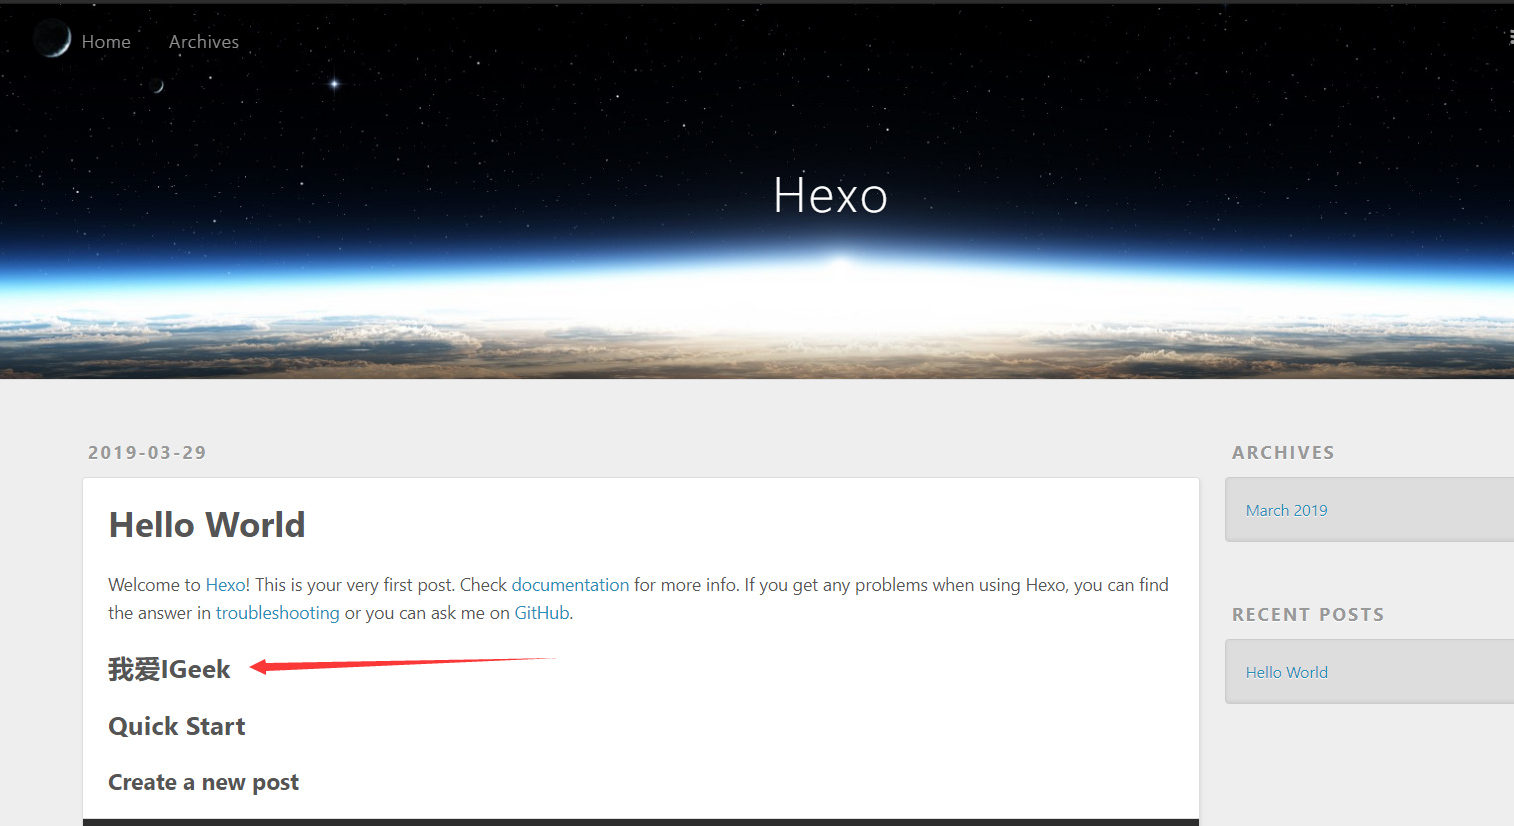 Home Archives
Hexo
2019-03-29
Hello World
Welcome to Hexo! This is your very first post. Check documentation for more info. If you get any problems when using Hexo, you can find
the answer in troubleshooting or you can ask me on GitHub.
我爱IGeek
Quick Start
Create a new post
ARCHIVES
March 2019
RECENT POSTS
Hello World